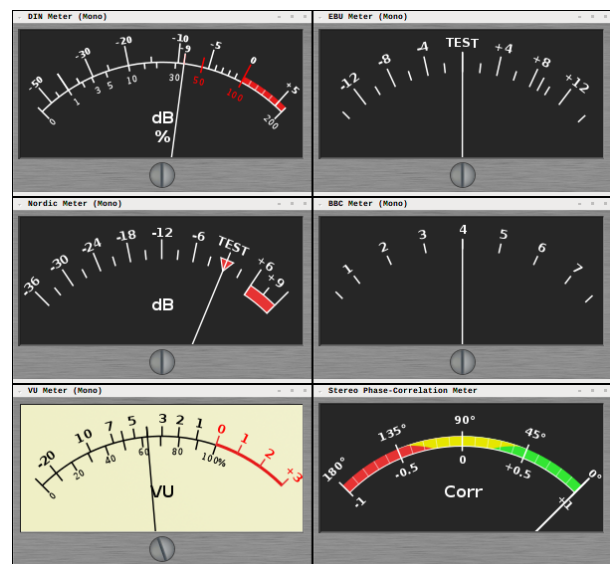 DIN Meter (Mono)
-50 -30 -20 -10 -9 -5 0 +5
0 1 3 5 10 30 50 100 200
dB
%
EBU Meter (Mono)
-12 -8 -4 TEST +4 +8 +12
Nordic Meter (Mono)
-36 -30 -24 -18 -12 -6 TEST +6 +9
dB
BBC Meter (Mono)
1 2 3 4 5 6 7
VU Meter (Mono)
-20 10 7 5 3 2 1 0 1 2 +3
0 20 40 60 80 100%
VU
Stereo Phase-Correlation Meter
180° 135° 90° 45° 0°
-1 -0.5 0 +0.5 +1
Corr